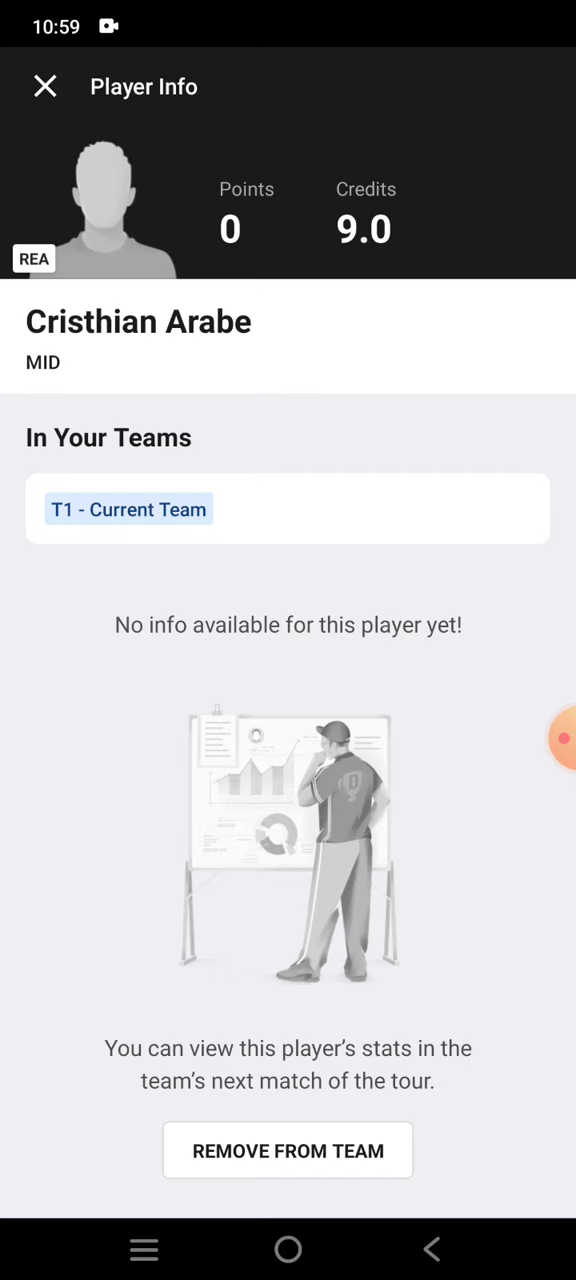 10:59
Player Info
Points
Credits
0
9.0
REA
Cristhian Arabe
MID
In Your Teams
T1 - Current Team
No info available for this player yet!
D
You can view this player's stats in the
team's next match of the tour.
REMOVE FROM TEAM